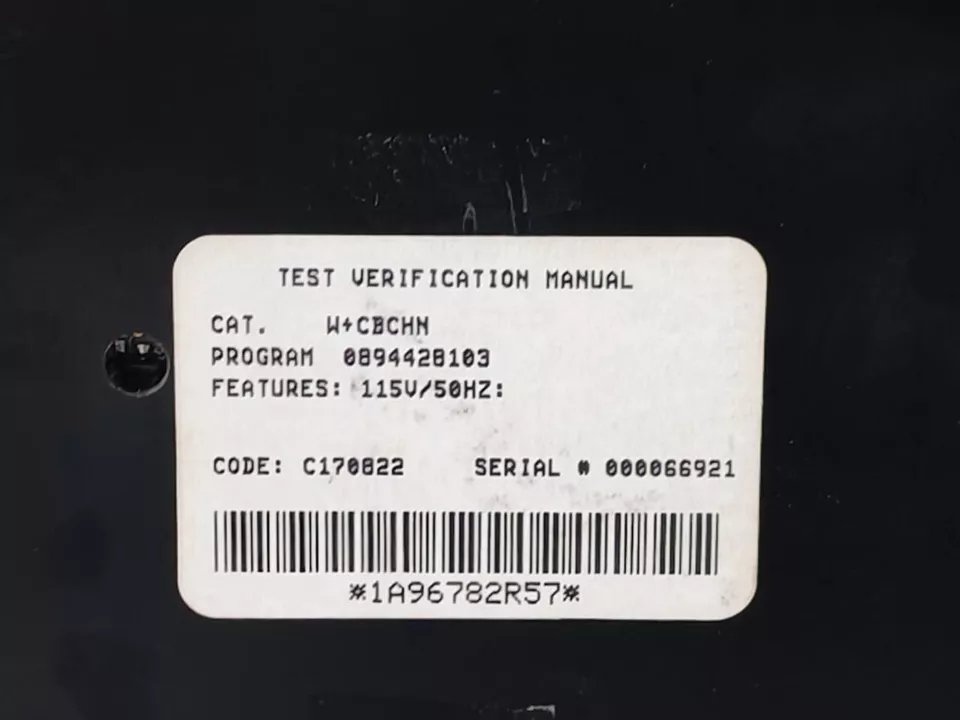 TEST VERIFICATION MANUAL
CAT. W+CBCHN
PROGRAM 0894428103
FEATURES: 115V/50HZ:
CODE: C170822 SERIAL # 000066921
*1A96782R57*